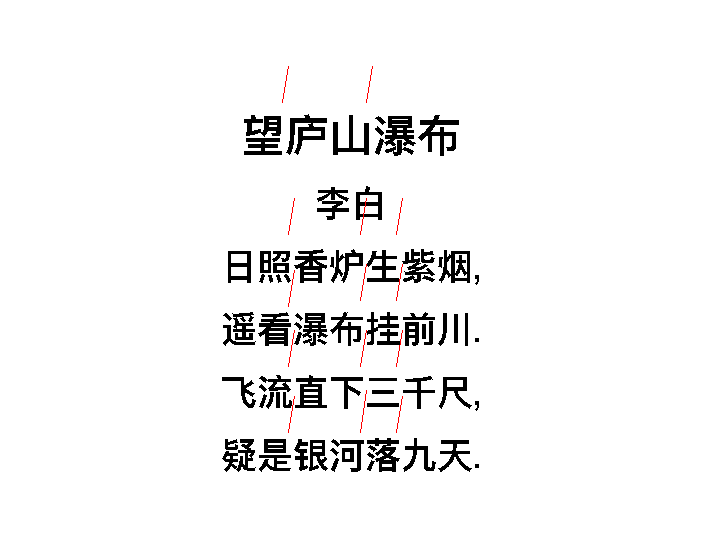 望庐山瀑布
李白
日照香炉生紫烟,
遥看瀑布挂前川.
飞流直下三千尺,
疑是银河落九天.